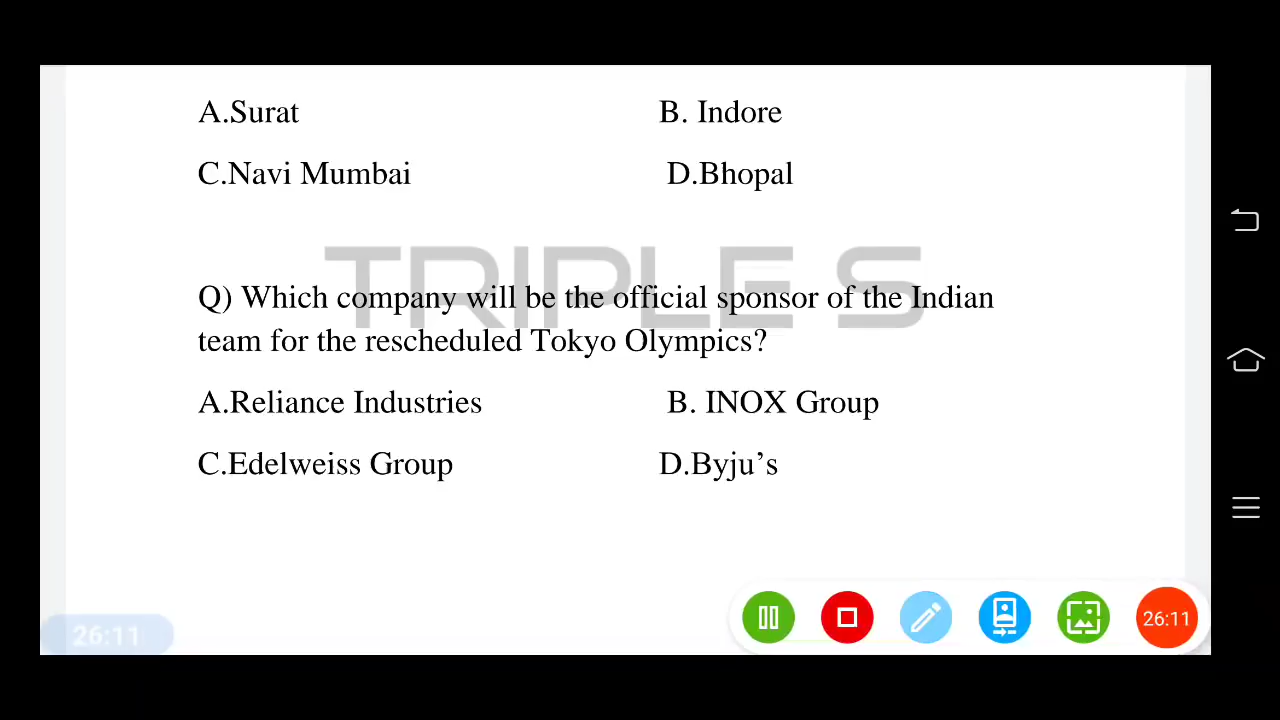 A.Surat B. Indore
C.Navi Mumbai D.Bhopal
TRIPLE S
Q) Which company will be the official sponsor of the Indian
team for the rescheduled Tokyo Olympics?
A.Reliance Industries B. INOX Group
C.Edelweiss Group D.Byju’s
26:11
26:11